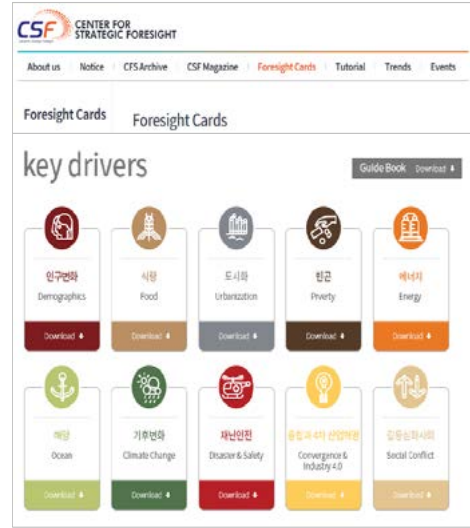 CSF
CENTER FOR
STRATEGIC FORESIGHT
About us Notice CFS Archive CSF Magazine Foresight Cards Tutorial Trends Events
Foresight Cards Foresight Cards
key drivers
Guide Book Download
인구변화 식량 도시화 빈곤 에너지
Demographics Food Urbanization Prverty Energy
Download Download Download Download Download
해양 기후변화 재난안전 융합과 4차 산업혁명 갈등심화사회
Ocean Climate Change Disaster & Safety Convergence & Social Conflict
Industry 4.0
Download Download Download Download Download